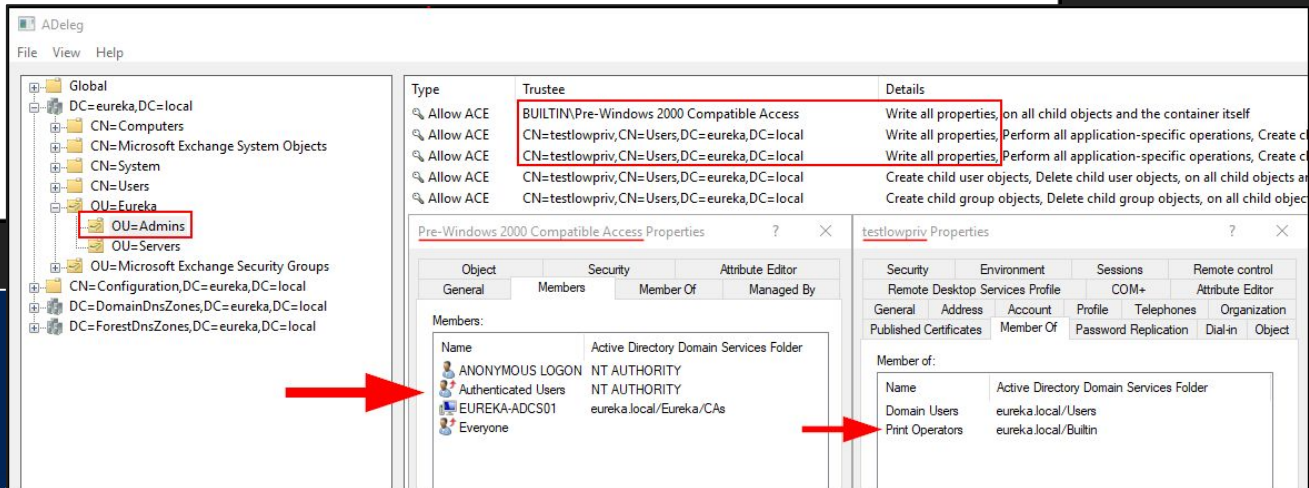 ADeleg
File View Help
Global
DC=eureka,DC=local
CN=Computers
CN=Microsoft Exchange System Objects
CN=System
CN=Users
OU=Eureka
OU=Admins
OU=Servers
OU=Microsoft Exchange Security Groups
CN=Configuration,DC=eureka,DC=local
DC=DomainDnsZones,DC=eureka,DC=local
DC=ForestDnsZones,DC=eureka,DC=local
Type Trustee Details
Allow ACE BUILTIN\Pre-Windows 2000 Compatible Access Write all properties, on all child objects and the container itself
Allow ACE CN=testlowpriv,CN=Users,DC=eureka,DC=local Write all properties, Perform all application-specific operations, Create c
Allow ACE CN=testlowpriv,CN=Users,DC=eureka,DC=local Write all properties, Perform all application-specific operations, Create c
Allow ACE CN=testlowpriv,CN=Users,DC=eureka,DC=local Create child user objects, Delete child user objects, on all child objects a
Allow ACE CN=testlowpriv,CN=Users,DC=eureka,DC=local Create child group objects, Delete child group objects, on all child objec
Pre-Windows 2000 Compatible Access Properties ? ×
Object Security Attribute Editor
General Members Member Of Managed By
Members:
Name Active Directory Domain Services Folder
ANONYMOUS LOGON NT AUTHORITY
Authenticated Users NT AUTHORITY
EUREKA-ADCS01 eureka.local/Eureka/CAs
Everyone
testlowpriv Properties ? ×
Security Environment Sessions Remote control
Remote Desktop Services Profile COM+ Attribute Editor
General Address Account Profile Telephones Organization
Published Certificates Member Of Password Replication Dial-in Object
Member of:
Name Active Directory Domain Services Folder
Domain Users eureka.local/Users
Print Operators eureka.local/Builtin